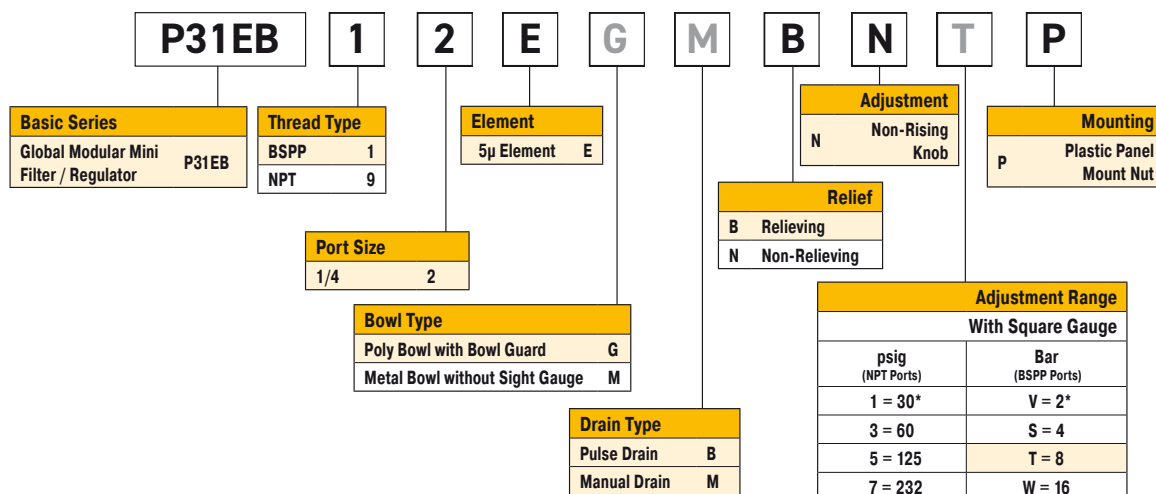 P31EB 1 2 E G M B N T P
Basic Series
Global Modular Mini
Filter / Regulator P31EB
Thread Type
BSPP 1
NPT 9
Element
5µ Element E
Adjustment
N Non-Rising
Knob
Mounting
P Plastic Panel
Mount Nut
Relief
B Relieving
N Non-Relieving
Port Size
1/4 2
Bowl Type
Poly Bowl with Bowl Guard G
Metal Bowl without Sight Gauge M
Drain Type
Pulse Drain B
Manual Drain M
Adjustment Range
With Square Gauge
psig Bar
(NPT Ports) (BSPP Ports)
1 = 30* V = 2*
3 = 60 S = 4
5 = 125 T = 8
7 = 232 W = 16